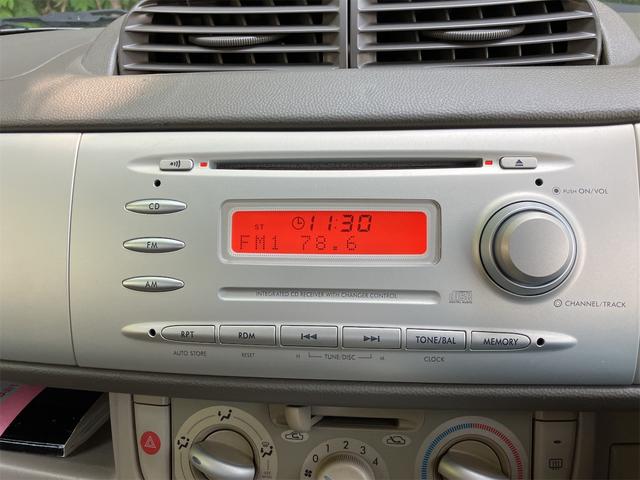 PUSH ON/VOL
CD
ST 11:30
FM
FM1 78.6
AM
INTEGRATED CD RECEIVER WITH CHANGER CONTROL
CHANNEL/TRACK
RPT RDM TONE/BAL MEMORY
AUTO STORE RESET TUNE/DISC CLOCK
0 1 2 3 4